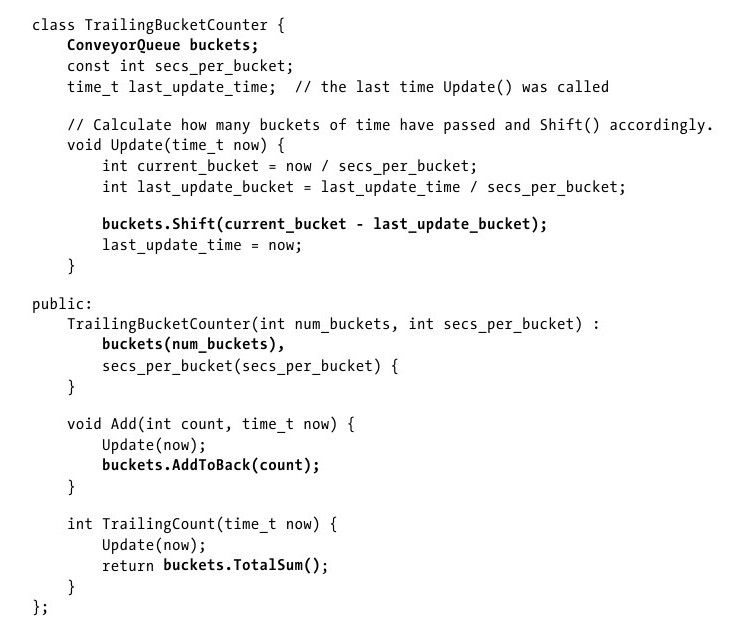 class TrailingBucketCounter {
    ConveyorQueue buckets;
    const int secs_per_bucket;
    time_t last_update_time;  // the last time Update() was called

    // Calculate how many buckets of time have passed and Shift() accordingly.
    void Update(time_t now) {
        int current_bucket = now / secs_per_bucket;
        int last_update_bucket = last_update_time / secs_per_bucket;

        buckets.Shift(current_bucket - last_update_bucket);
        last_update_time = now;
    }

public:
    TrailingBucketCounter(int num_buckets, int secs_per_bucket) :
        buckets(num_buckets),
        secs_per_bucket(secs_per_bucket) {
    }

    void Add(int count, time_t now) {
        Update(now);
        buckets.AddToBack(count);
    }

    int TrailingCount(time_t now) {
        Update(now);
        return buckets.TotalSum();
    }
};